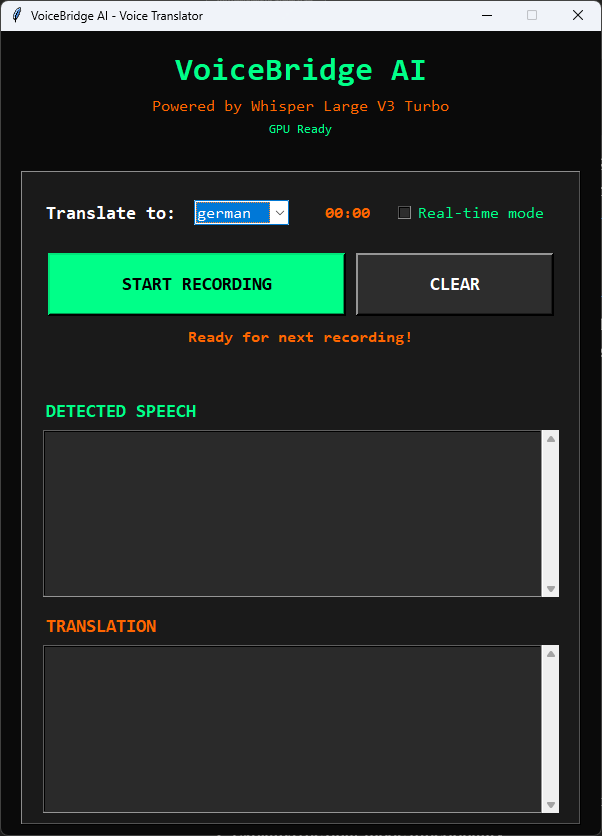 VoiceBridge AI - Voice Translator
VoiceBridge AI
Powered by Whisper Large V3 Turbo
GPU Ready
Translate to: german 00:00 Real-time mode
START RECORDING CLEAR
Ready for next recording!
DETECTED SPEECH
TRANSLATION